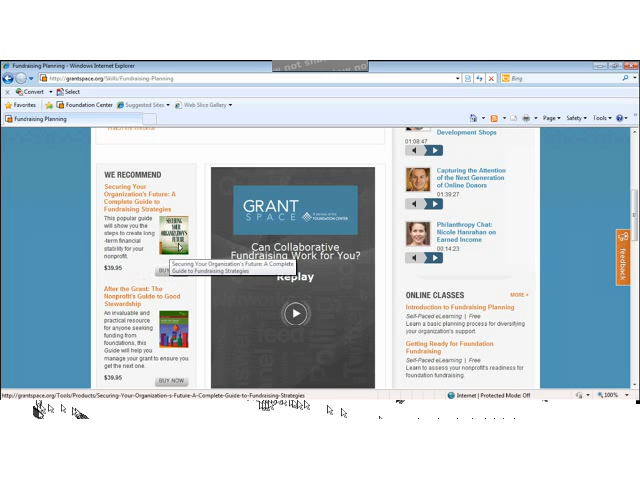 Fundraising Planning - Windows Internet Explorer
http://grantspace.org/Skills/Fundraising-Planning
Bing
x Convert Select
Favorites Foundation Center Suggested Sites Web Slice Gallery
Fundraising Planning
Page Safety Tools
WE RECOMMEND
Securing Your
Organization's Future: A
Complete Guide to
Fundraising Strategies
This popular guide
will show you the
steps to create long
-term financial
stability for your
nonprofit.
SECURING
YOUR
ORGANIZATION'S
FUTURE
$39.95
BUY
Securing Your Organization's Future: A Complete
Guide to Fundraising Strategies
After the Grant: The
Nonprofit's Guide to Good
Stewardship
An invaluable and
practical resource
for anyone seeking
funding from
foundations, this
Guide will help you
manage your grant to ensure you
get the next one.
$39.95
BUY NOW
GRANT
SPACE
A service of the
FOUNDATION CENTER
Can Collaborative
Fundraising Work for You?
Replay
Development Shops
01:08:47
Capturing the Attention
of the Next Generation
of Online Donors
01:39:27
Philanthropy Chat:
Nicole Hanrahan on
Earned Income
00:14:23
ONLINE CLASSES
MORE »
Introduction to Fundraising Planning
Self-Paced eLearning | Free
Learn a basic planning process for diversifying
your organization's support.
Getting Ready for Foundation
Fundraising
Self-Paced eLearning | Free
Learn to assess your nonprofit's readiness for
foundation fundraising.
feedback
http://grantspace.org/Tools/Products/Securing-Your-Organization-s-Future-A-Complete-Guide-to-Fundraising-Strategies
Internet | Protected Mode: Off
100%